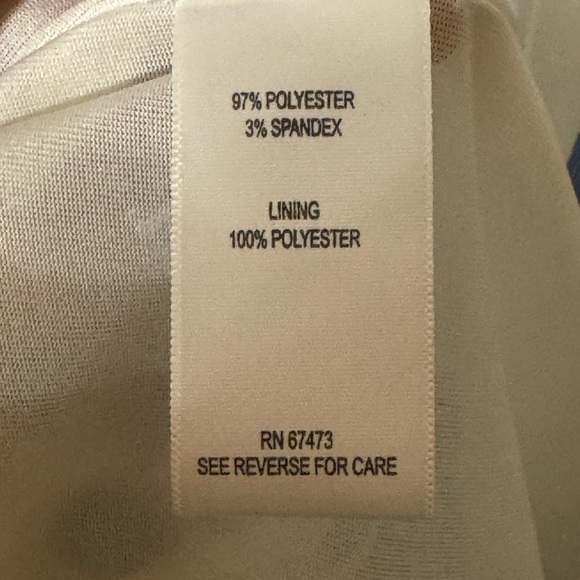 97% POLYESTER
3% SPANDEX
LINING
100% POLYESTER
RN 67473
SEE REVERSE FOR CARE